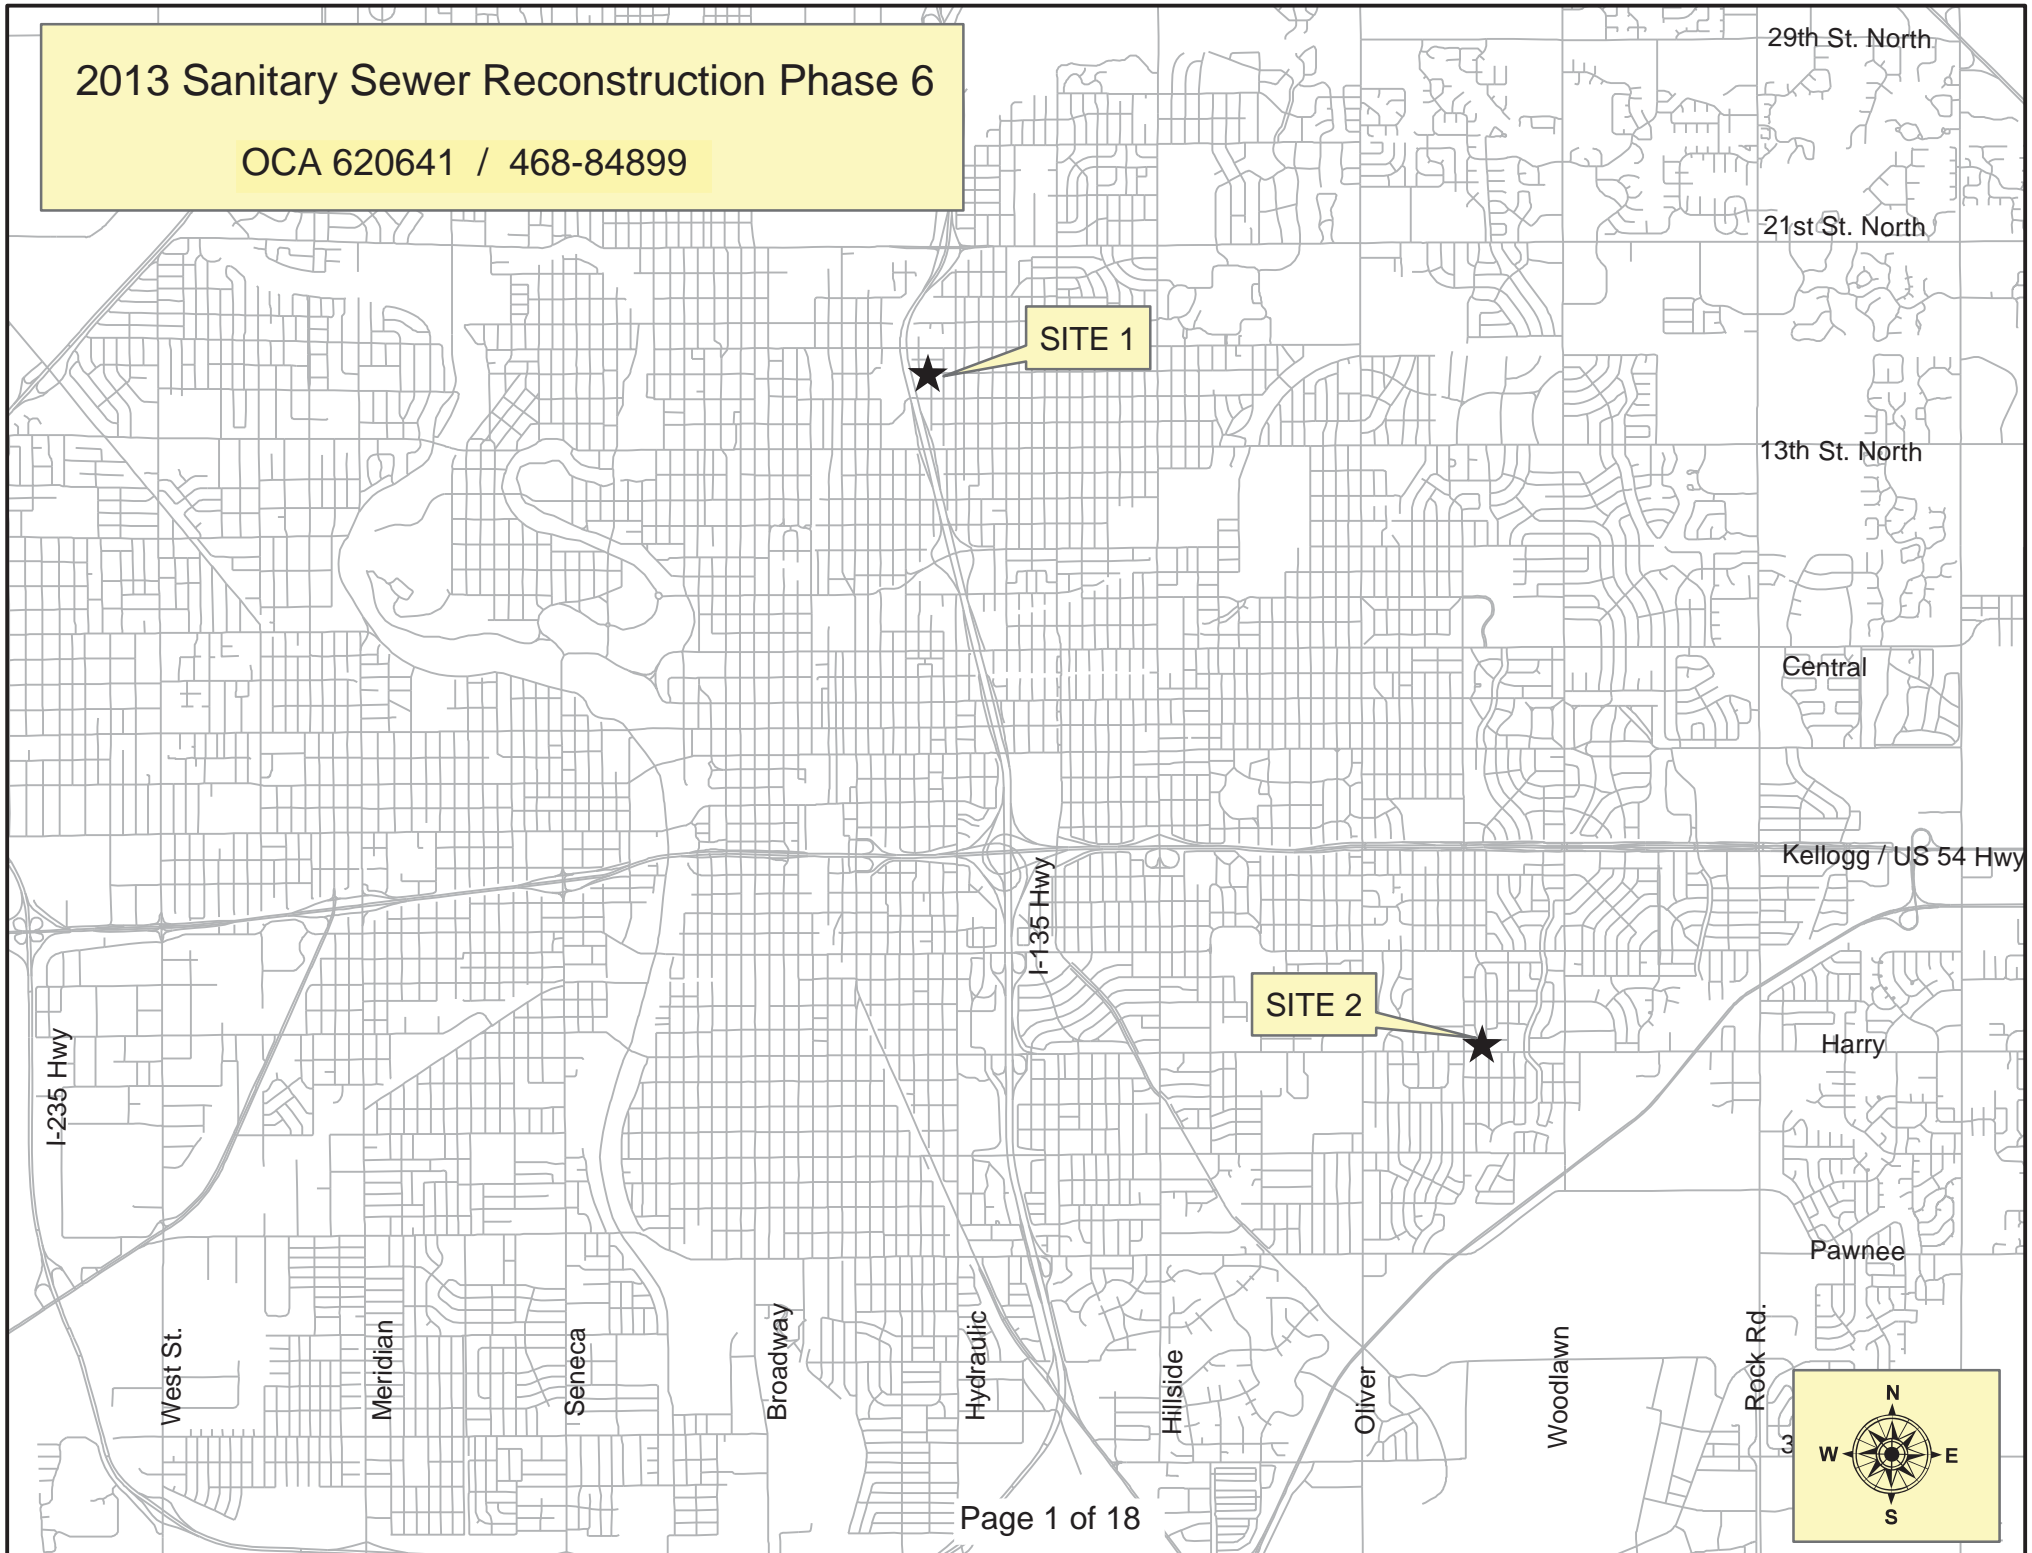 2013 Sanitary Sewer Reconstruction Phase 6
OCA 620641 / 468-84899
29th St. North
21st St. North
SITE 1
13th St. North
Central
Kellogg / US 54 Hwy
I-135 Hwy
SITE 2
Harry
I-235 Hwy
Pawnee
West St.
Meridian
Seneca
Broadway
Hydraulic
Hillside
Oliver
Woodlawn
Rock Rd.
3
N
W E
S
Page 1 of 18